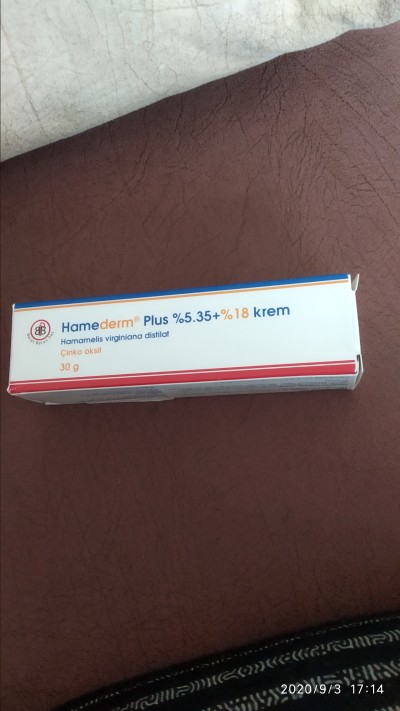 Hamederm® Plus %5.35+%18 krem
Hamamelis virginiana distilat
Çinko oksit
30 g
2020/9/3 17:14